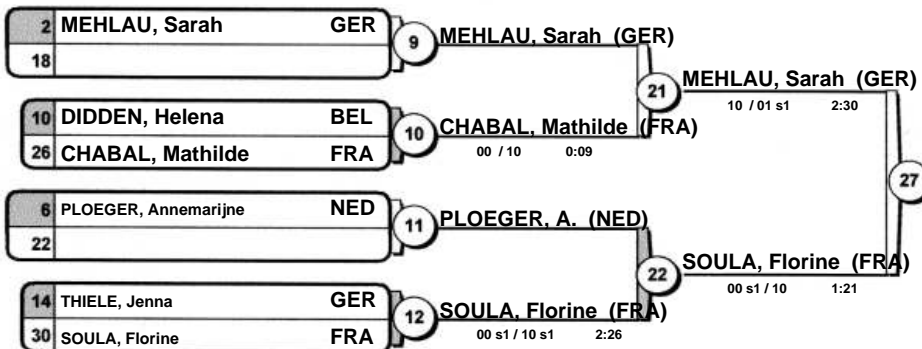 2 MEHLAU, Sarah GER
18
9 MEHLAU, Sarah (GER)
21 MEHLAU, Sarah (GER)
10 / 01 s1 2:30
10 DIDDEN, Helena BEL
26 CHABAL, Mathilde FRA
10 CHABAL, Mathilde (FRA)
00 / 10 0:09
27
6 PLOEGER, Annemarijne NED
22
11 PLOEGER, A. (NED)
22 SOULA, Florine (FRA)
00 s1 / 10 1:21
14 THIELE, Jenna GER
30 SOULA, Florine FRA
12 SOULA, Florine (FRA)
00 s1 / 10 s1 2:26